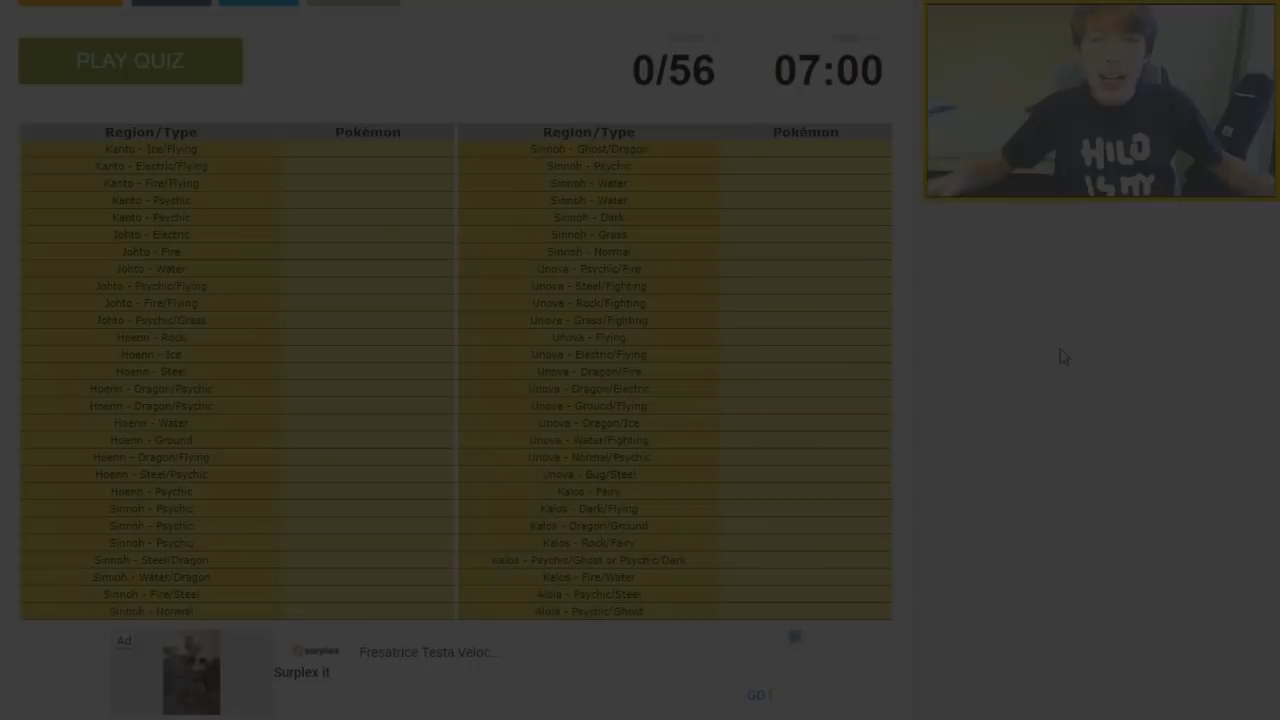 PLAY QUIZ
0/56
07:00
Region/Type Pokémon Region/Type Pokémon
Kanto - Ice/Flying Sinnoh - Ghost/Dragon
Kanto - Electric/Flying Sinnoh - Psychic
Kanto - Fire/Flying Sinnoh - Water
Kanto - Psychic Sinnoh - Water
Kanto - Psychic Sinnoh - Dark
Johto - Electric Sinnoh - Grass
Johto - Fire Sinnoh - Normal
Johto - Water Unova - Psychic/Fire
Johto - Psychic/Flying Unova - Steel/Fighting
Johto - Fire/Flying Unova - Rock/Fighting
Johto - Psychic/Grass Unova - Grass/Fighting
Hoenn - Rock Unova - Flying
Hoenn - Ice Unova - Electric/Flying
Hoenn - Steel Unova - Dragon/Fire
Hoenn - Dragon/Psychic Unova - Dragon/Electric
Hoenn - Dragon/Psychic Unova - Ground/Flying
Hoenn - Water Unova - Dragon/Ice
Hoenn - Ground Unova - Water/Fighting
Hoenn - Dragon/Flying Unova - Normal/Psychic
Hoenn - Steel/Psychic Unova - Bug/Steel
Hoenn - Psychic Kalos - Fairy
Sinnoh - Psychic Kalos - Dark/Flying
Sinnoh - Psychic Kalos - Dragon/Ground
Sinnoh - Psychic Kalos - Rock/Fairy
Sinnoh - Steel/Dragon Kalos - Psychic/Ghost or Psychic/Dark
Sinnoh - Water/Dragon Kalos - Fire/Water
Sinnoh - Fire/Steel Alola - Psychic/Steel
Sinnoh - Normal Alola - Psychic/Ghost
HILO
IS MY
Ad
surplex
Fresatrice Testa Veloc...
Surplex it
GO !